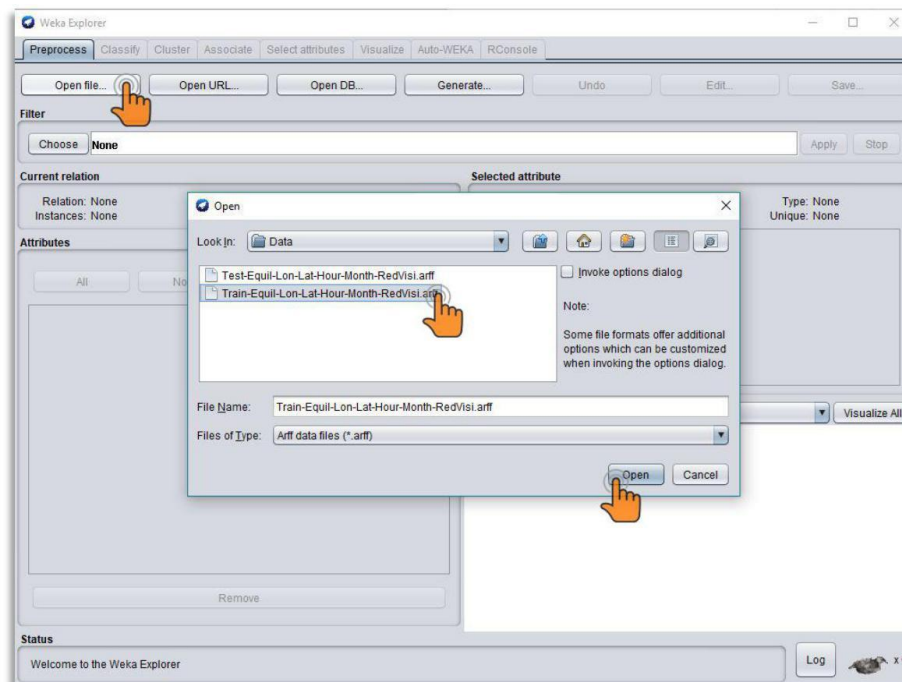 Weka Explorer
Preprocess Classify Cluster Associate Select attributes Visualize Auto-WEKA RConsole
Open file... Open URL... Open DB... Generate... Undo Edit... Save...
Filter
Choose None Apply Stop
Current relation
Selected attribute
Relation: None
Instances: None
Type: None
Unique: None
Attributes
All
Open
Look In: Data
Test-Equil-Lon-Lat-Hour-Month-RedVisi.arff
Train-Equil-Lon-Lat-Hour-Month-RedVisi.arff
Invoke options dialog
Note:
Some file formats offer additional
options which can be customized
when invoking the options dialog.
File Name: Train-Equil-Lon-Lat-Hour-Month-RedVisi.arff
Files of Type: Arff data files (*.arff)
Open Cancel
Visualize All
Remove
Status
Welcome to the Weka Explorer
Log
x